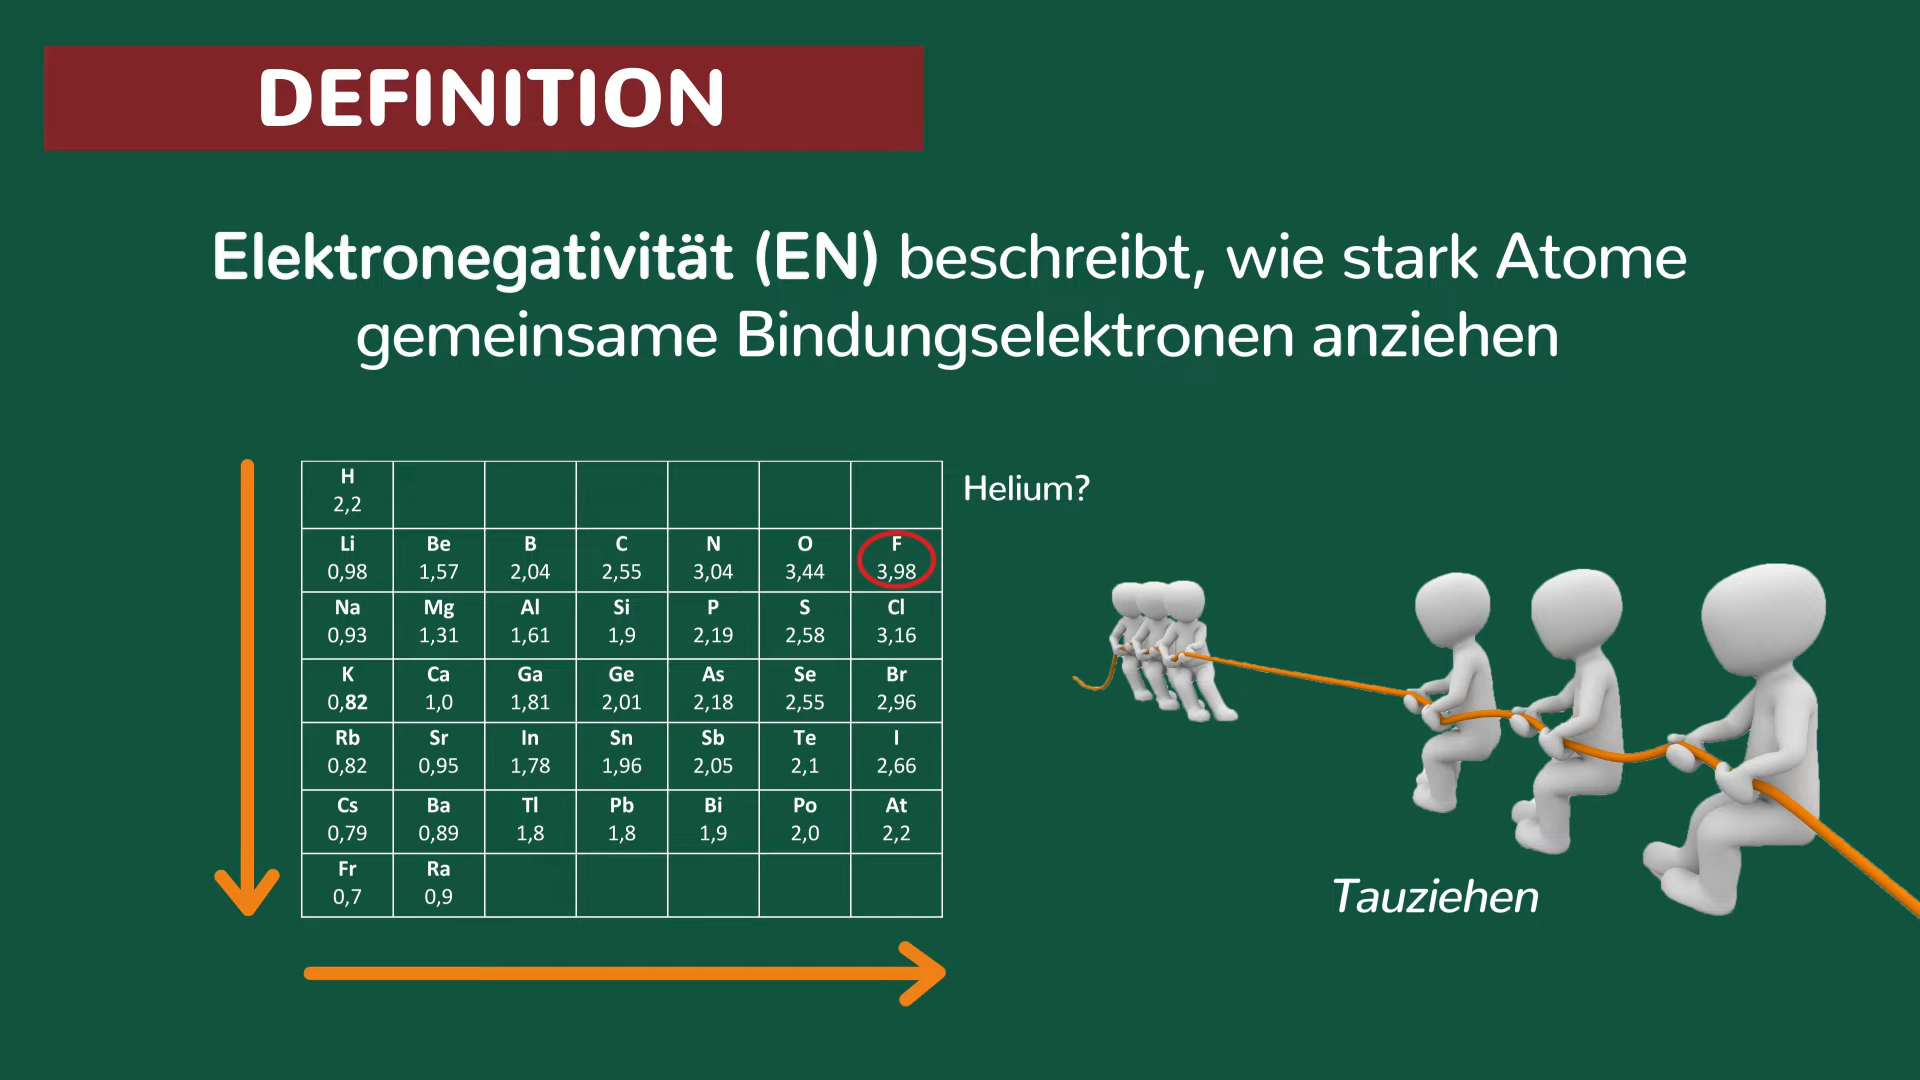 DEFINITION
Elektronegativität (EN) beschreibt, wie stark Atome
gemeinsame Bindungselektronen anziehen
H
2,2
Helium?
Li Be B C N O F
0,98 1,57 2,04 2,55 3,04 3,44 3,98
Na Mg Al Si P S Cl
0,93 1,31 1,61 1,9 2,19 2,58 3,16
K Ca Ga Ge As Se Br
0,82 1,0 1,81 2,01 2,18 2,55 2,96
Rb Sr In Sn Sb Te I
0,82 0,95 1,78 1,96 2,05 2,1 2,66
Cs Ba Tl Pb Bi Po At
0,79 0,89 1,8 1,8 1,9 2,0 2,2
Fr Ra
0,7 0,9
Tauziehen